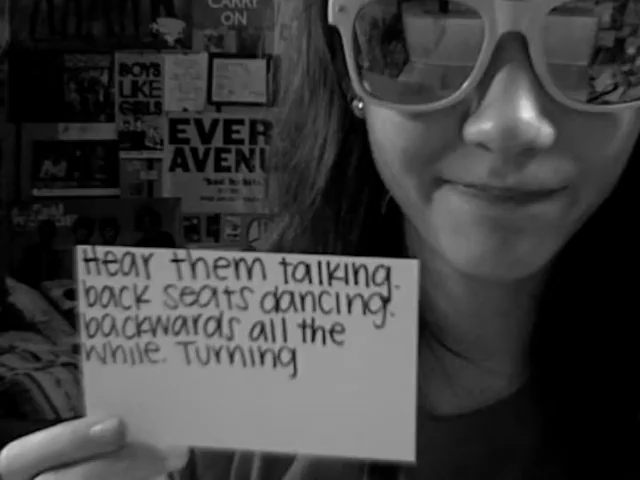 CARRY
ON
BOYS
LIKE
GIRLS
EVER
AVENU
Hear them talking.
back seats dancing.
backwards all the
while. Turning